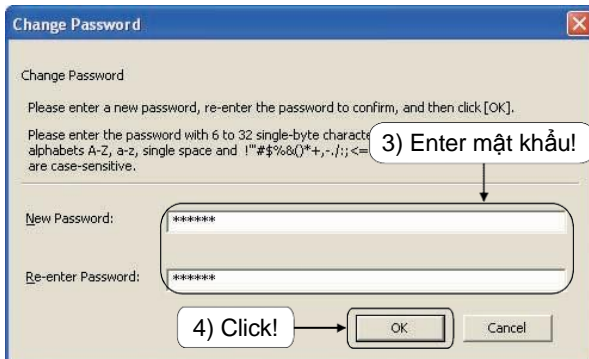 Change Password
Change Password
Please enter a new password, re-enter the password to confirm, and then click [OK].
Please enter the password with 6 to 32 single-byte
alphabets A-Z, a-z, single space and !"'#$%&()*+,-./:;<=
are case-sensitive.
3) Enter mật khẩu!
New Password:
******
Re-enter Password:
******
4) Click!
OK
Cancel